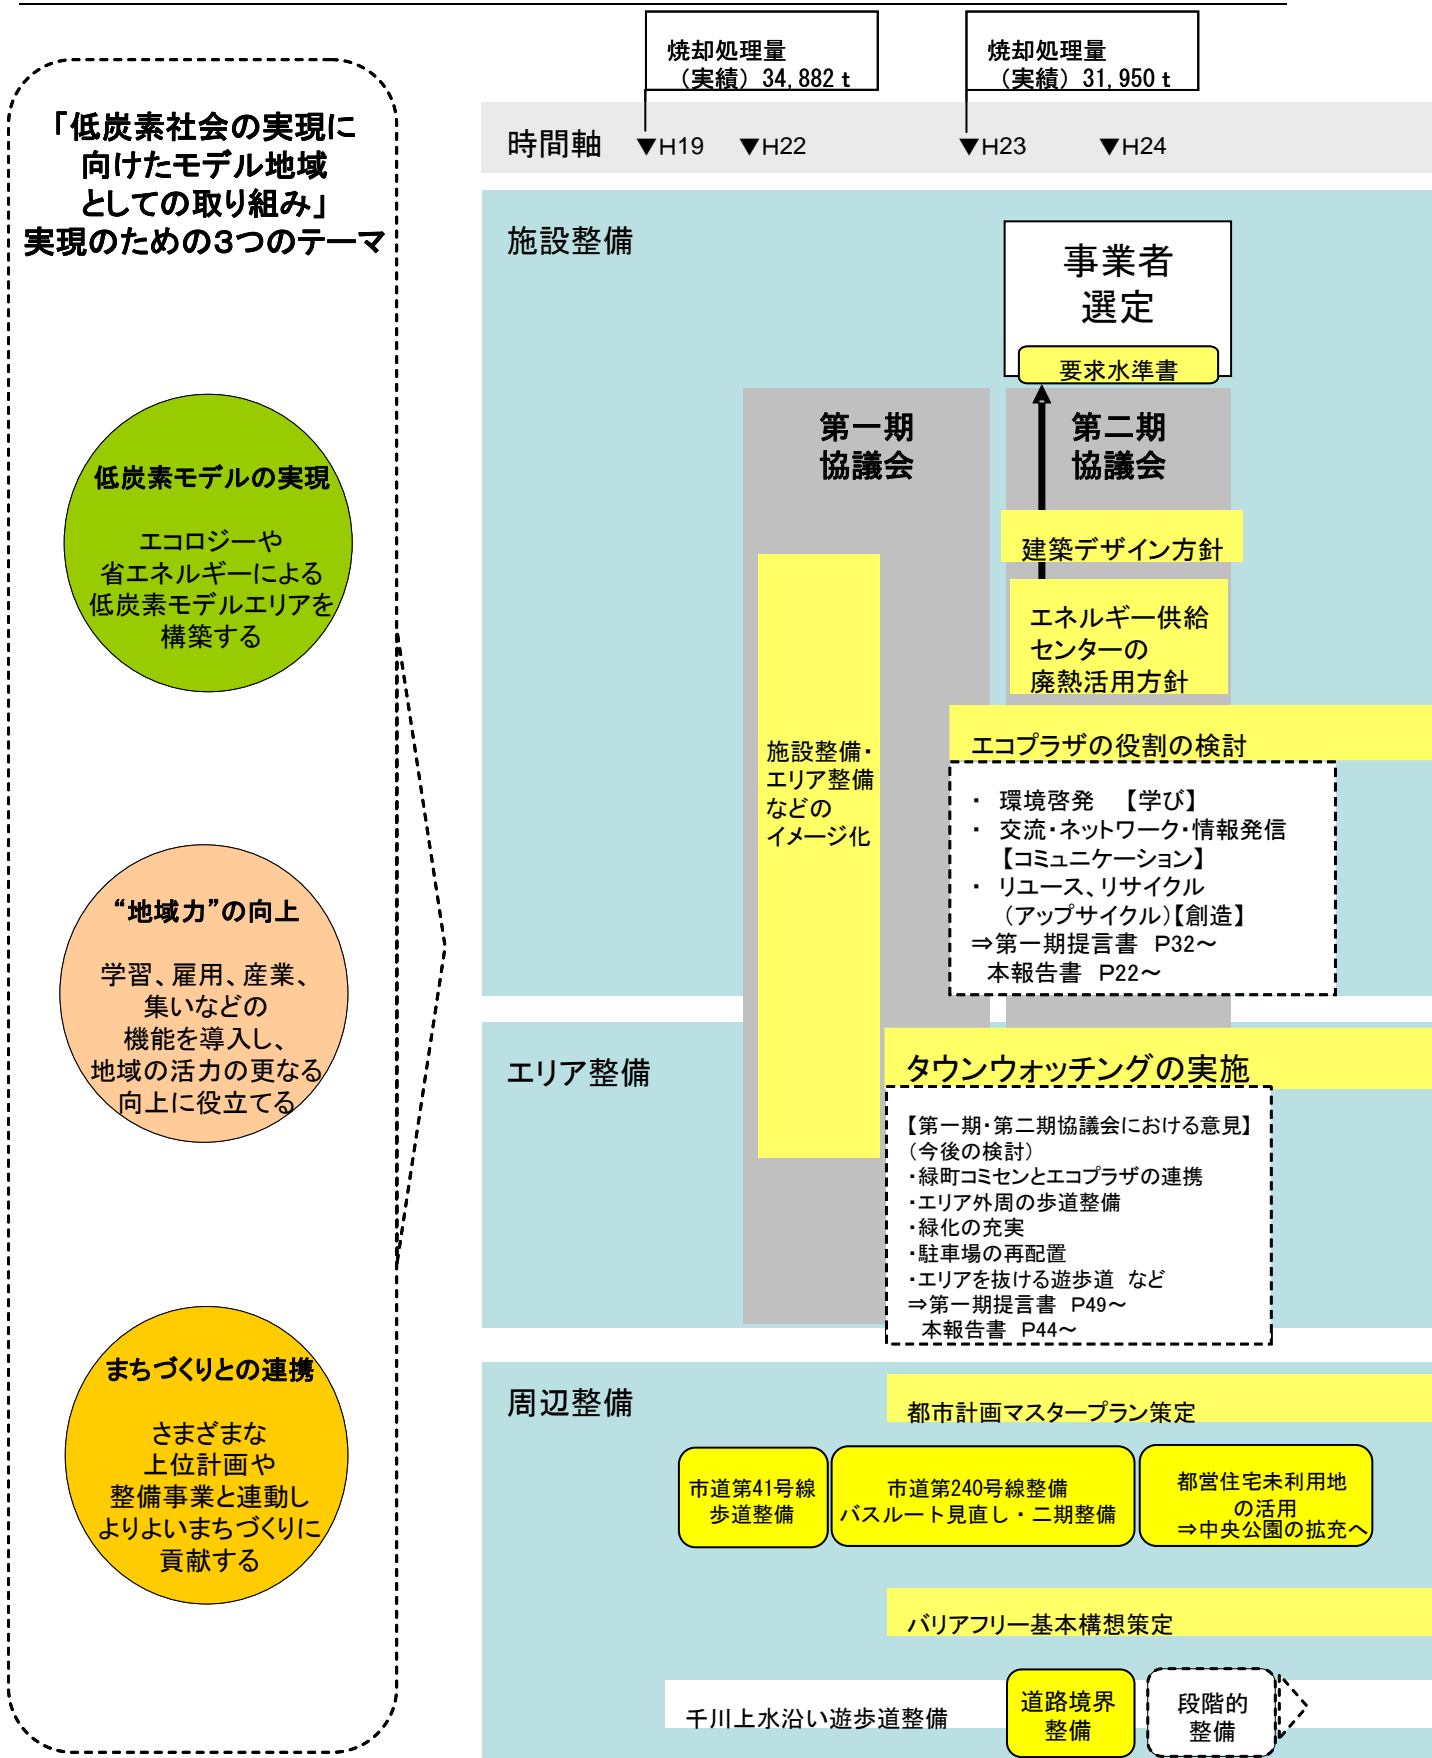 焼却処理量
（実績）34,882 t
焼却処理量
（実績）31,950 t
時間軸
▼H19
▼H22
▼H23
▼H24
「低炭素社会の実現に
向けたモデル地域
としての取り組み」
実現のための3つのテーマ
低炭素モデルの実現
エコロジーや
省エネルギーによる
低炭素モデルエリアを
構築する
“地域力”の向上
学習、雇用、産業、
集いなどの
機能を導入し、
地域の活力の更なる
向上に役立てる
まちづくりとの連携
さまざまな
上位計画や
整備事業と連動し
よりよいまちづくりに
貢献する
施設整備
事業者
選定
要求水準書
第一期
協議会
第二期
協議会
建築デザイン方針
エネルギー供給
センターの
廃熱活用方針
施設整備・
エリア整備
などの
イメージ化
エコプラザの役割の検討
・ 環境啓発 【学び】
・ 交流・ネットワーク・情報発信
【コミュニケーション】
・ リユース、リサイクル
（アップサイクル）【創造】
⇒第一期提言書 P32～
本報告書 P22～
エリア整備
タウンウォッチングの実施
【第一期・第二期協議会における意見】
（今後の検討）
・緑町コミセンとエコプラザの連携
・エリア外周の歩道整備
・緑化の充実
・駐車場の再配置
・エリアを抜ける遊歩道 など
⇒第一期提言書 P49～
本報告書 P44～
周辺整備
都市計画マスタープラン策定
市道第41号線
歩道整備
市道第240号線整備
バスルート見直し・二期整備
都営住宅未利用地
の活用
⇒中央公園の拡充へ
バリアフリー基本構想策定
千川上水沿い遊歩道整備
道路境界
整備
段階的
整備